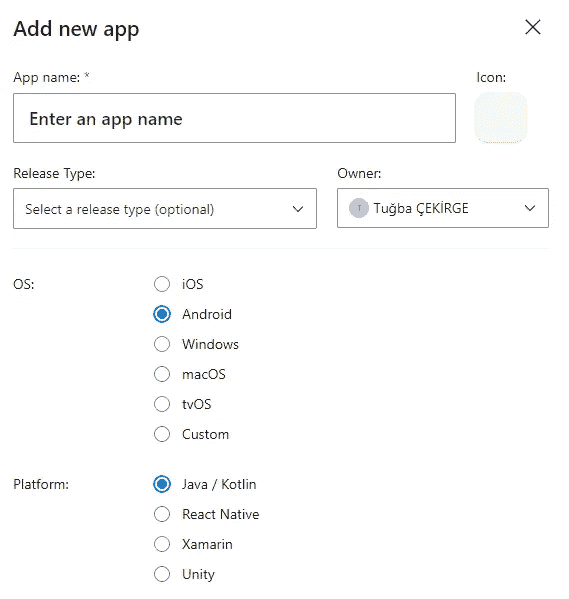 Add new app
App name: *
Icon:
Enter an app name
Release Type:
Owner:
Select a release type (optional)
T
Tuğba ÇEKİRGE
OS:
iOS
Android
Windows
macOS
tvOS
Custom
Platform:
Java / Kotlin
React Native
Xamarin
Unity